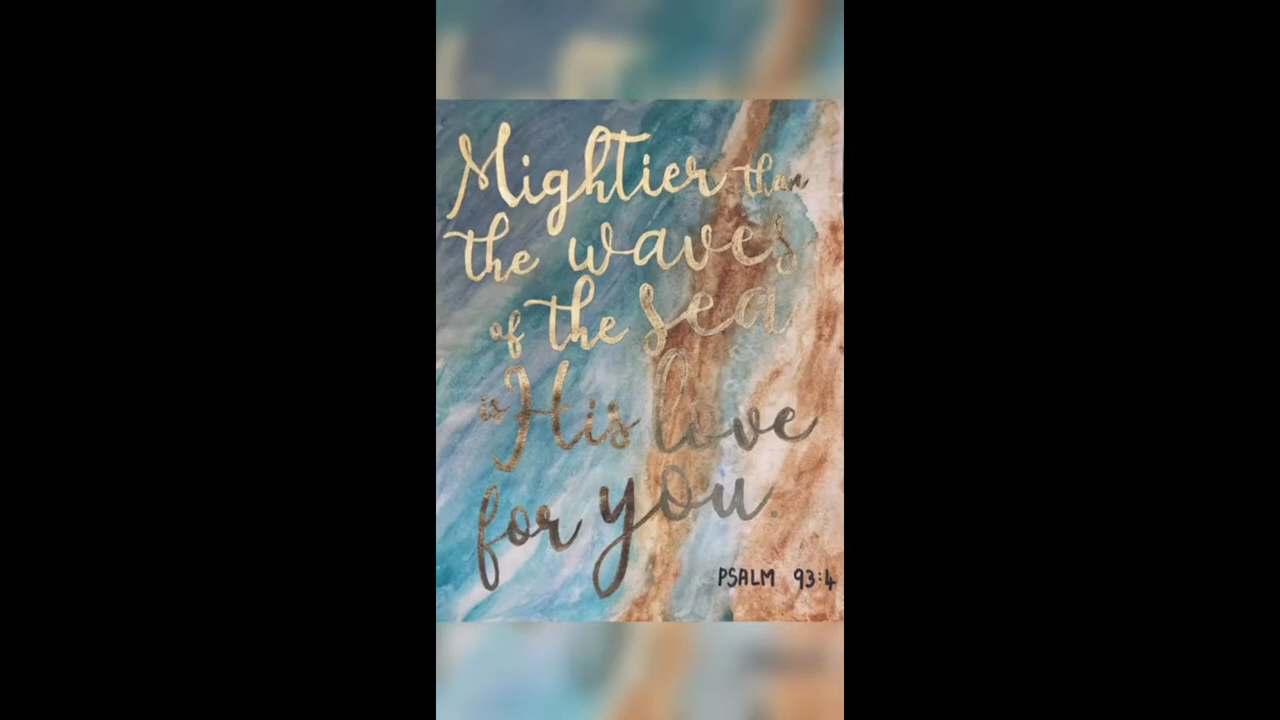 Mightier than
the waves
of the sea
is His love
for you.
PSALM 93:4